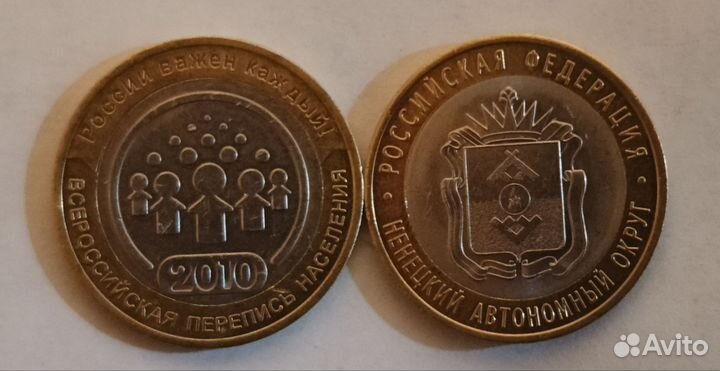 России важен каждый!
2010
ВСЕРОССИЙСКАЯ ПЕРЕПИСЬ НАСЕЛЕНИЯ
• РОССИЙСКАЯ ФЕДЕРАЦИЯ •
НЕНЕЦКИЙ АВТОНОМНЫЙ ОКРУГ
Avito